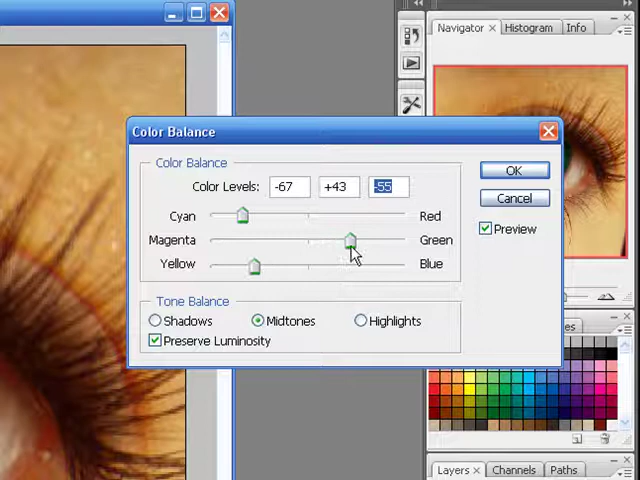 Navigator × Histogram Info
Color Balance
Color Balance
Color Levels: -67 +43 -55
OK
Cyan Red
Cancel
Magenta Green
Preview
Yellow Blue
Tone Balance
Shadows Midtones Highlights
Preserve Luminosity
Layers × Channels Paths